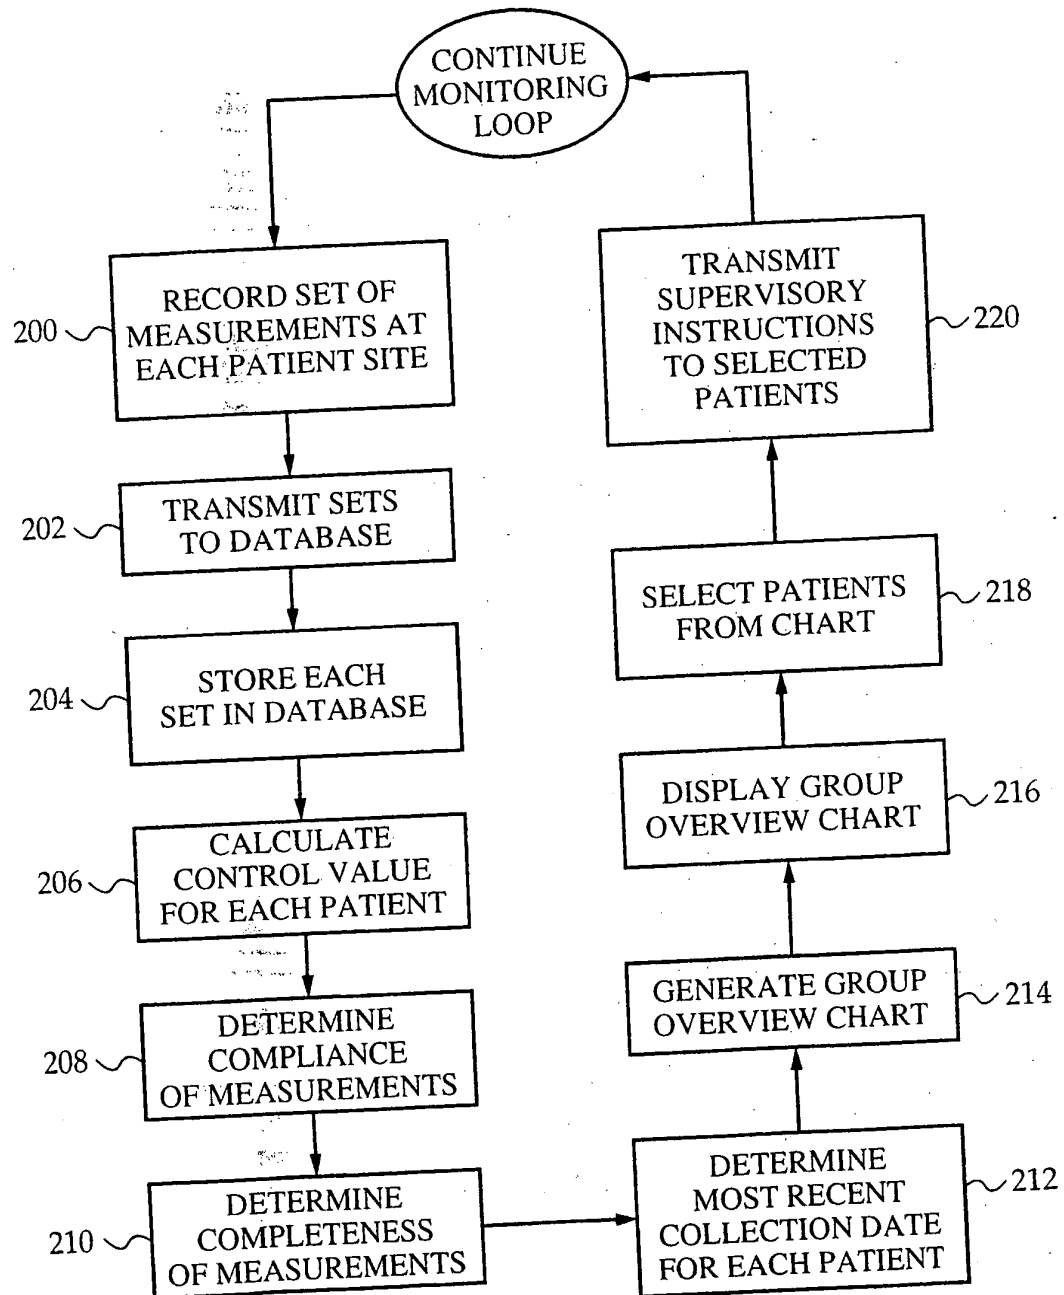 CONTINUE
MONITORING
LOOP
200
RECORD SET OF
MEASUREMENTS AT
EACH PATIENT SITE
202
TRANSMIT SETS
TO DATABASE
204
STORE EACH
SET IN DATABASE
206
CALCULATE
CONTROL VALUE
FOR EACH PATIENT
208
DETERMINE
COMPLIANCE
OF MEASUREMENTS
210
DETERMINE
COMPLETENESS
OF MEASUREMENTS
DETERMINE
MOST RECENT
COLLECTION DATE
FOR EACH PATIENT
212
GENERATE GROUP
OVERVIEW CHART
214
DISPLAY GROUP
OVERVIEW CHART
216
SELECT PATIENTS
FROM CHART
218
TRANSMIT
SUPERVISORY
INSTRUCTIONS
TO SELECTED
PATIENTS
220